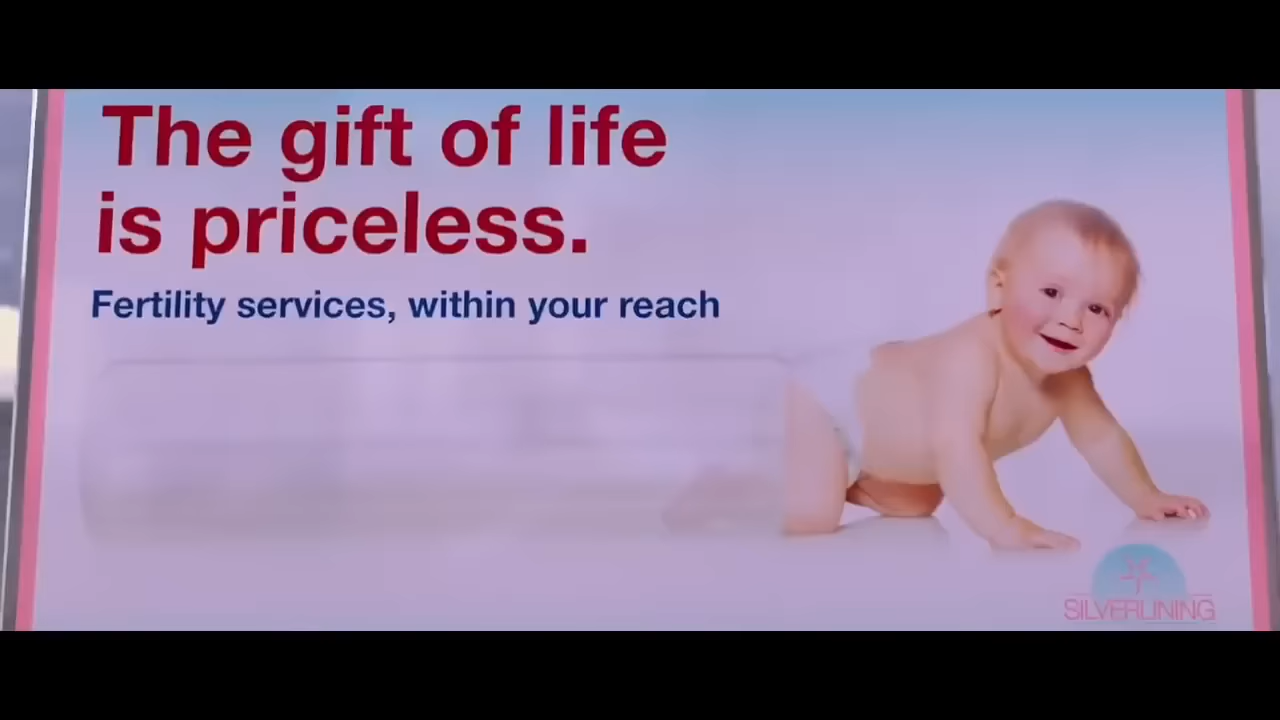 The gift of life
is priceless.
Fertility services, within your reach
SILVERLINING